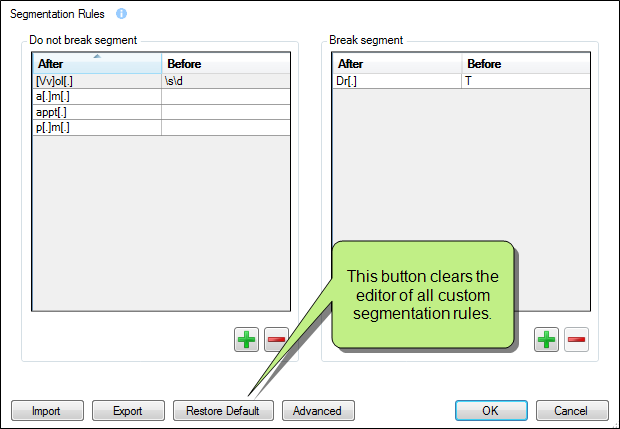 Segmentation Rules
Do not break segment
After Before
[Vv]ol[.] \s\d
a[.]m[.]
appt[.]
p[.]m[.]
Break segment
After Before
Dr[.] T
This button clears the
editor of all custom
segmentation rules.
Import Export Restore Default Advanced OK Cancel